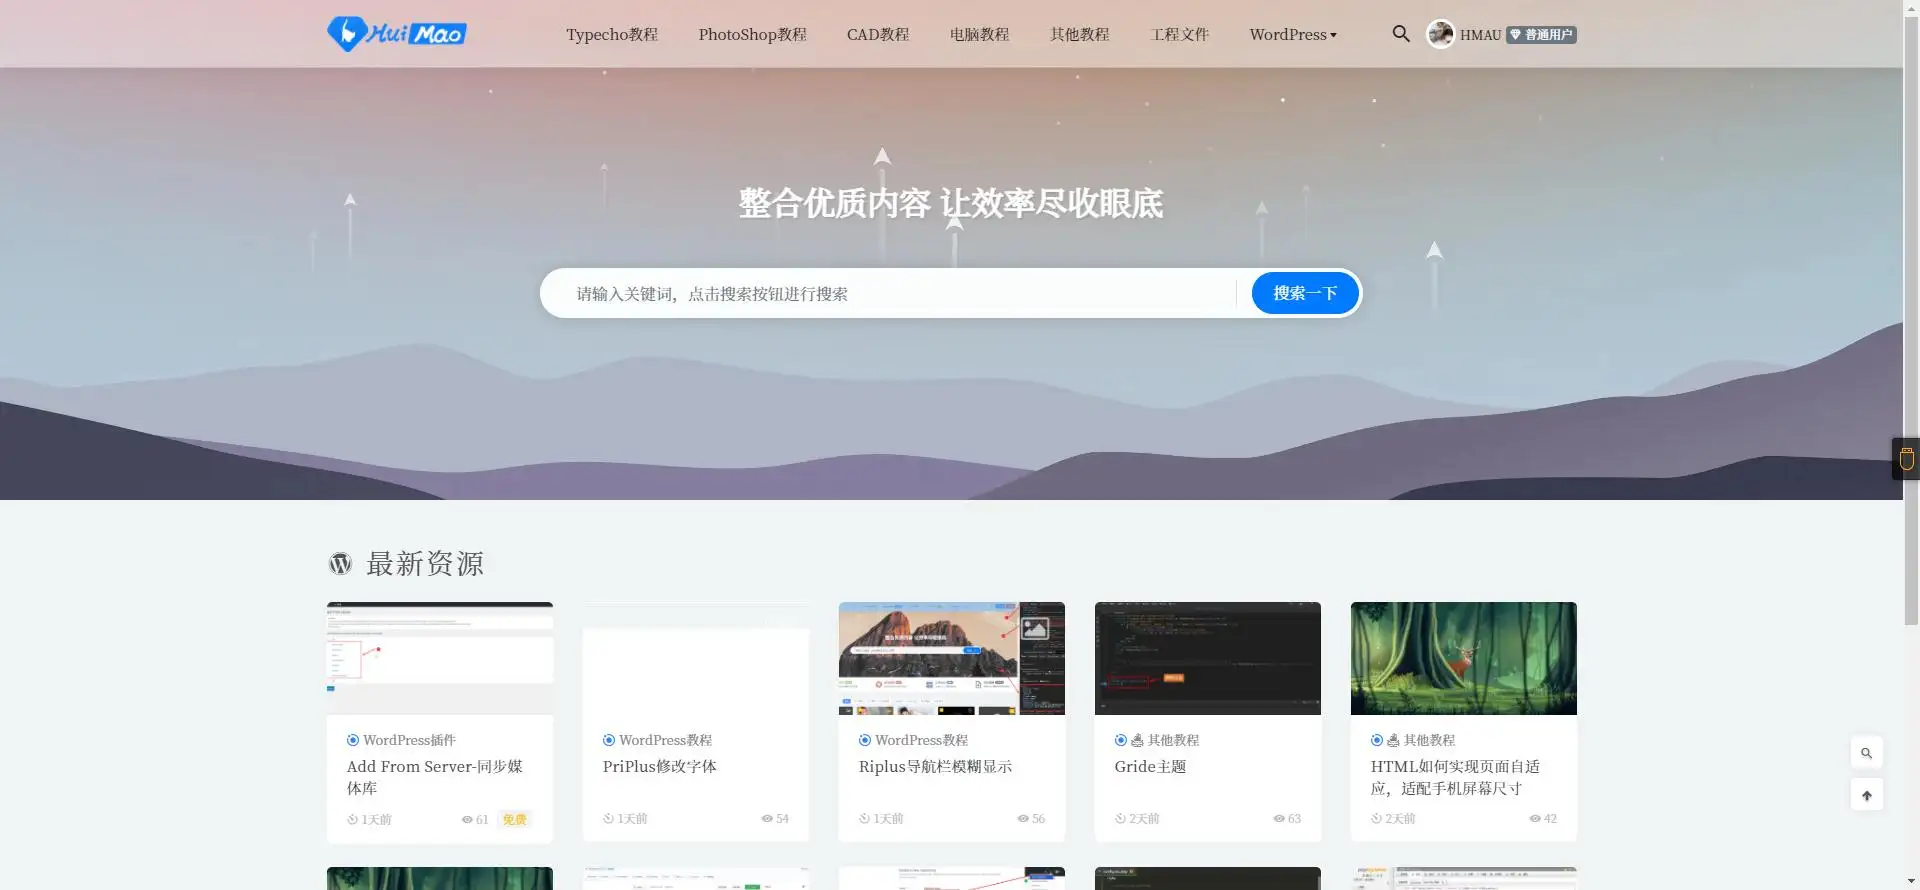 HuiMao
Typecho教程 PhotoShop教程 CAD教程 电脑教程 其他教程 工程文件 WordPress
HMAU 普通用户
整合优质内容 让效率尽收眼底
请输入关键词，点击搜索按钮进行搜索
搜索一下
最新资源
WordPress插件
Add From Server-同步媒
体库
1天前 61 免费
WordPress教程
PriPlus修改字体
1天前 54
WordPress教程
Riplus导航栏模糊显示
1天前 56
其他教程
Gride主题
2天前 63
其他教程
HTML如何实现页面自适
应，适配手机屏幕尺寸
2天前 42